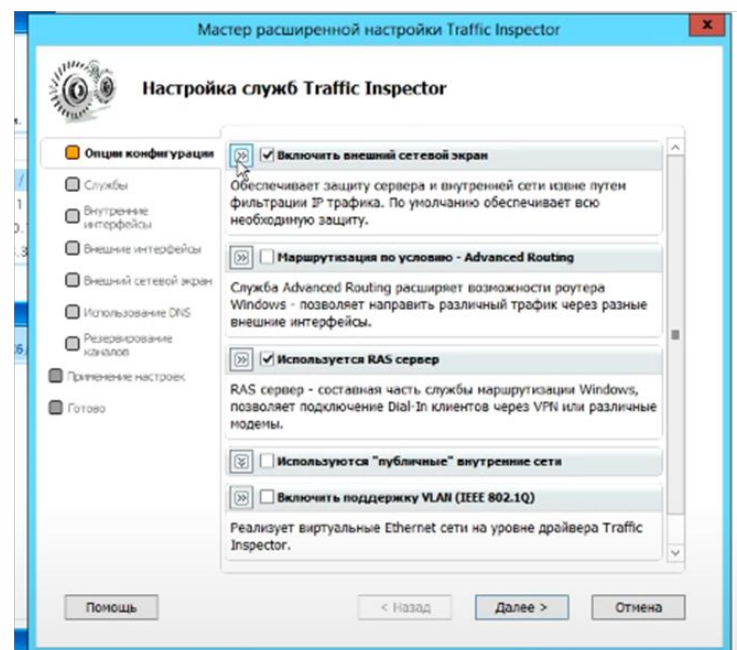 Мастер расширенной настройки Traffic Inspector
x
Настройка служб Traffic Inspector
Опции конфигурации
Службы
Внутренние
интерфейсы
Внешние интерфейсы
Внешний сетевой экран
Использование DNS
Резервирование
каналов
Применение настроек
Готово
Включить внешний сетевой экран
Обеспечивает защиту сервера и внутренней сети извне путем
фильтрации IP трафика. По умолчанию обеспечивает всю
необходимую защиту.
Маршрутизация по условию - Advanced Routing
Служба Advanced Routing расширяет возможности роутера
Windows - позволяет направить различный трафик через разные
внешние интерфейсы.
Используется RAS сервер
RAS сервер - составная часть службы маршрутизации Windows,
позволяет подключение Dial-In клиентов через VPN или различные
модемы.
Используются "публичные" внутренние сети
Включить поддержку VLAN (IEEE 802.1Q)
Реализует виртуальные Ethernet сети на уровне драйвера Traffic
Inspector.
Помощь
< Назад
Далее >
Отмена